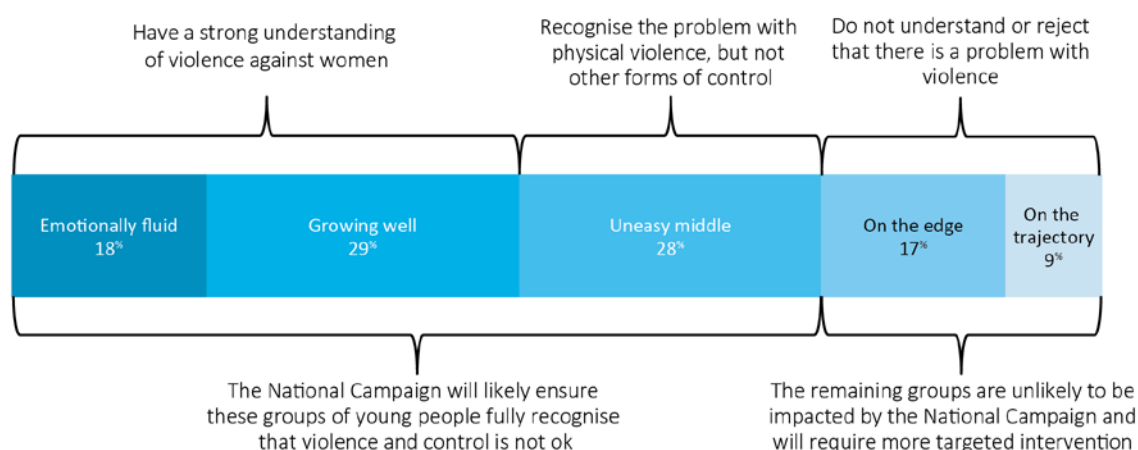 Have a strong understanding
of violence against women
Recognise the problem with
physical violence, but not
other forms of control
Do not understand or reject
that there is a problem with
violence
Emotionally fluid
18%
Growing well
29%
Uneasy middle
28%
On the edge
17%
On the
trajectory
9%
The National Campaign will likely ensure
these groups of young people fully recognise
that violence and control is not ok
The remaining groups are unlikely to be
impacted by the National Campaign and
will require more targeted intervention